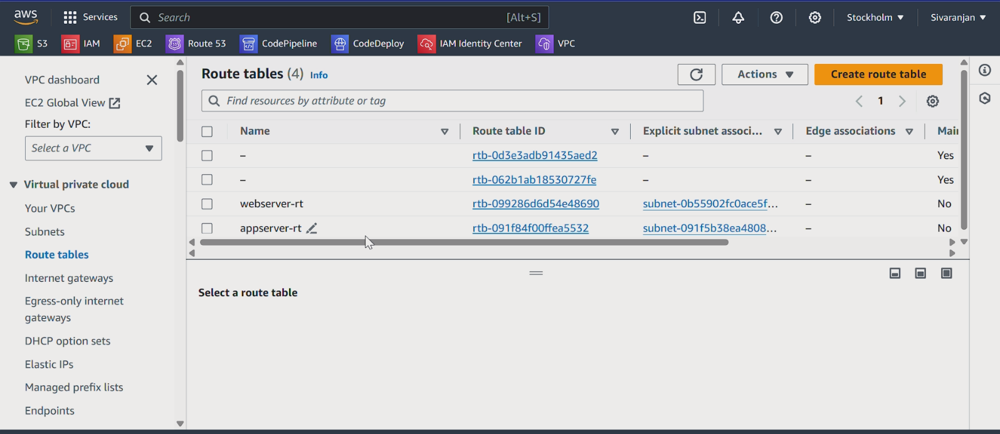 aws Services Search [Alt+S] Stockholm Sivaranjan
S3 IAM EC2 Route 53 CodePipeline CodeDeploy IAM Identity Center VPC
VPC dashboard
EC2 Global View
Filter by VPC:
Select a VPC
Virtual private cloud
Your VPCs
Subnets
Route tables
Internet gateways
Egress-only internet
gateways
DHCP option sets
Elastic IPs
Managed prefix lists
Endpoints
Route tables (4) Info Actions Create route table
Find resources by attribute or tag 1
Name Route table ID Explicit subnet associ... Edge associations Mai
– rtb-0d3e3adb91435aed2 – – Yes
– rtb-062b1ab18530727fe – – Yes
webserver-rt rtb-099286d6d54e48690 subnet-0b55902fc0ace5f... – No
appserver-rt rtb-091f84f00ffea5532 subnet-091f5b38ea4808... – No
Select a route table